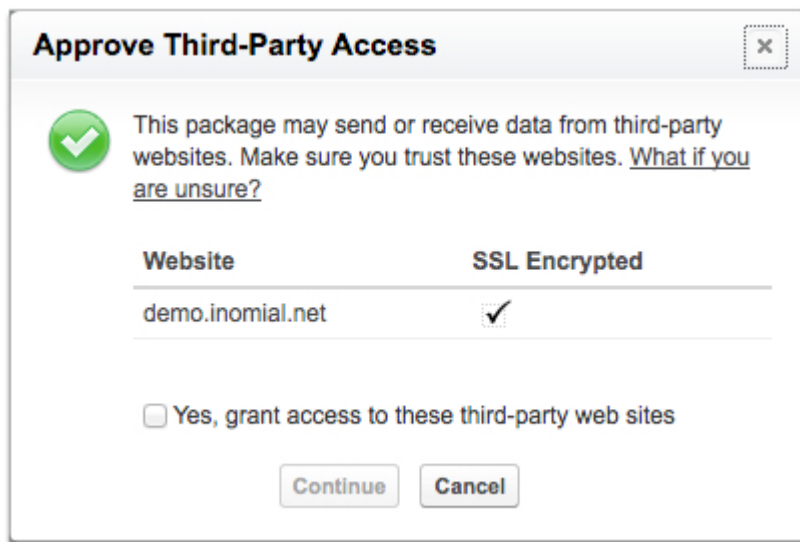 Approve Third-Party Access
This package may send or receive data from third-party
websites. Make sure you trust these websites. What if you
are unsure?
Website SSL Encrypted
demo.inomial.net
Yes, grant access to these third-party web sites
Continue Cancel